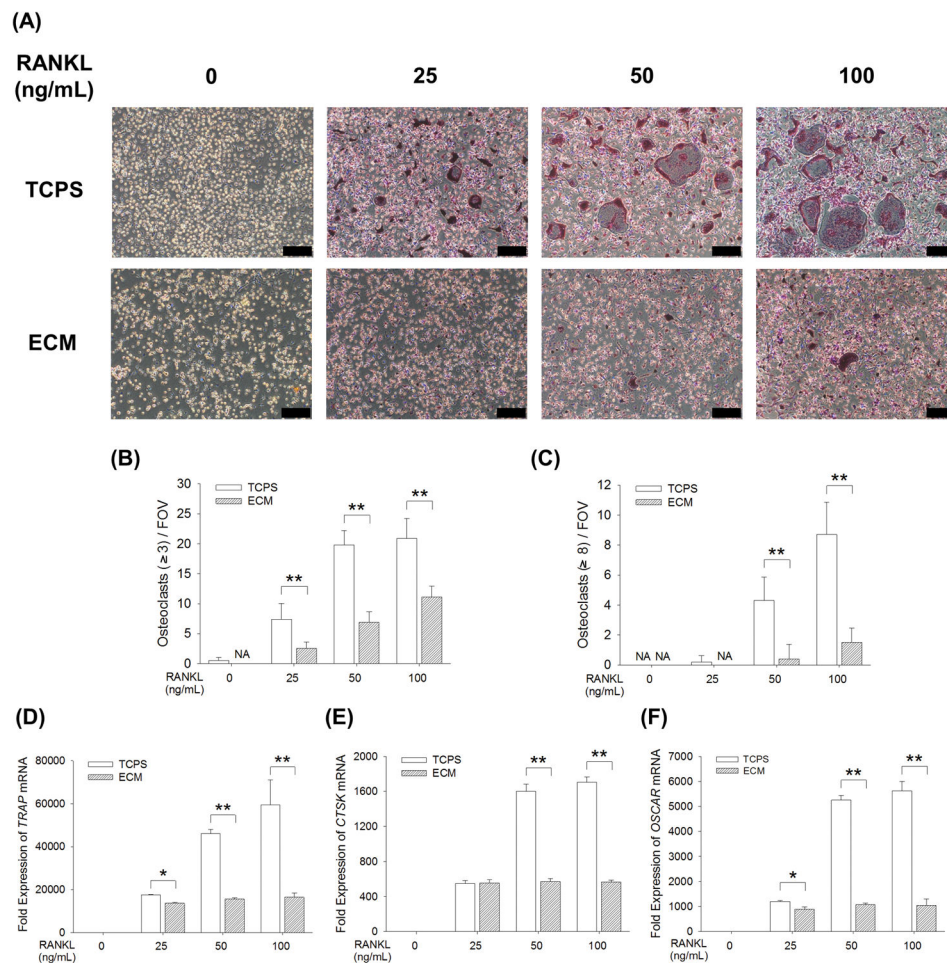 (A)
RANKL
(ng/mL)
0
25
50
100
TCPS
ECM
(B)
Osteoclasts (≥ 3) / FOV
30
25
20
15
10
5
0
TCPS
ECM
NA
**
**
**
RANKL
(ng/mL)
0
25
50
100
(C)
Osteoclasts (≥ 8) / FOV
12
10
8
6
4
2
0
TCPS
ECM
NA NA
NA
**
**
RANKL
(ng/mL)
0
25
50
100
(D)
Fold Expression of TRAP mRNA
80000
60000
40000
20000
0
TCPS
ECM
*
**
**
RANKL
(ng/mL)
0
25
50
100
(E)
Fold Expression of CTSK mRNA
2000
1600
1200
800
400
0
TCPS
ECM
**
**
RANKL
(ng/mL)
0
25
50
100
(F)
Fold Expression of OSCAR mRNA
7000
6000
5000
4000
3000
2000
1000
0
TCPS
ECM
*
**
**
RANKL
(ng/mL)
0
25
50
100